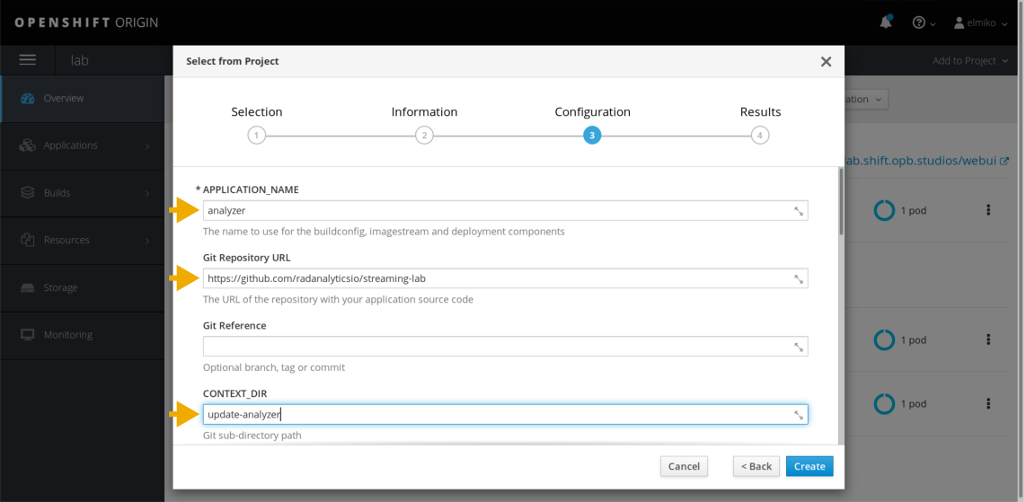 OPENSHIFT ORIGIN
elmiko
lab
Add to Project
Select from Project
Overview
Applications
Builds
Resources
Storage
Monitoring
Selection
Information
Configuration
Results
1
2
3
4
ation
ab.shift.opb.studios/webui
1 pod
1 pod
1 pod
* APPLICATION_NAME
analyzer
The name to use for the buildconfig, imagestream and deployment components
Git Repository URL
https://github.com/radanalyticsio/streaming-lab
The URL of the repository with your application source code
Git Reference
Optional branch, tag or commit
CONTEXT_DIR
update-analyzer
Git sub-directory path
Cancel
< Back
Create